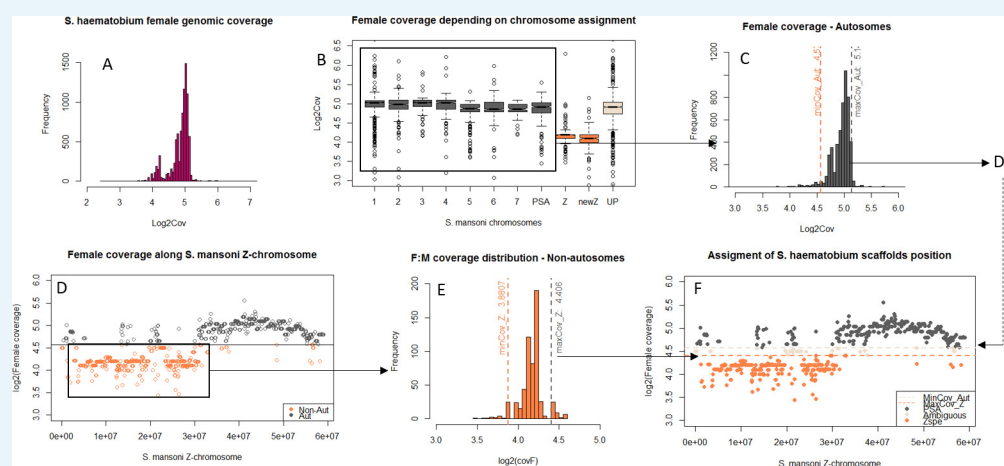 S. haematobium female genomic coverage
A
Frequency
1500
1000
500
0
2 3 4 5 6 7
Log2Cov
Female coverage depending on chromosome assignment
B
Log2Cov
6.5
6.0
5.5
5.0
4.5
4.0
3.5
3.0
1 2 3 4 5 6 7 PSA Z newZ UP
S. mansoni chromosomes
Female coverage - Autosomes
C
Frequency
1200
800
600
400
200
0
minCov_Aut
maxCov_Aut
3.0 3.5 4.0 4.5 5.0 5.5 6.0
Log2Cov
D
Female coverage along S. mansoni Z-chromosome
D
log2(Female coverage)
6.0
5.5
5.0
4.5
4.0
3.5
3.0
Non-Aut
Aut
0e+00 1e+07 2e+07 3e+07 4e+07 5e+07 6e+07
S. mansoni Z-chromosome
F:M coverage distribution - Non-autosomes
E
Frequency
200
150
100
50
0
minCov_Z 3.8807
maxCov_Z 4.406
3.0 3.5 4.0 4.5 5.0
log2(covF)
Assigment of S. haematobium scaffolds position
F
log2(Female coverage)
6.0
5.5
5.0
4.5
4.0
3.5
3.0
MinCov_Aut
MaxCov_Z
PSA
Ambiguous
Zspe
0e+00 1e+07 2e+07 3e+07 4e+07 5e+07 6e+07
S. mansoni Z-chromosome